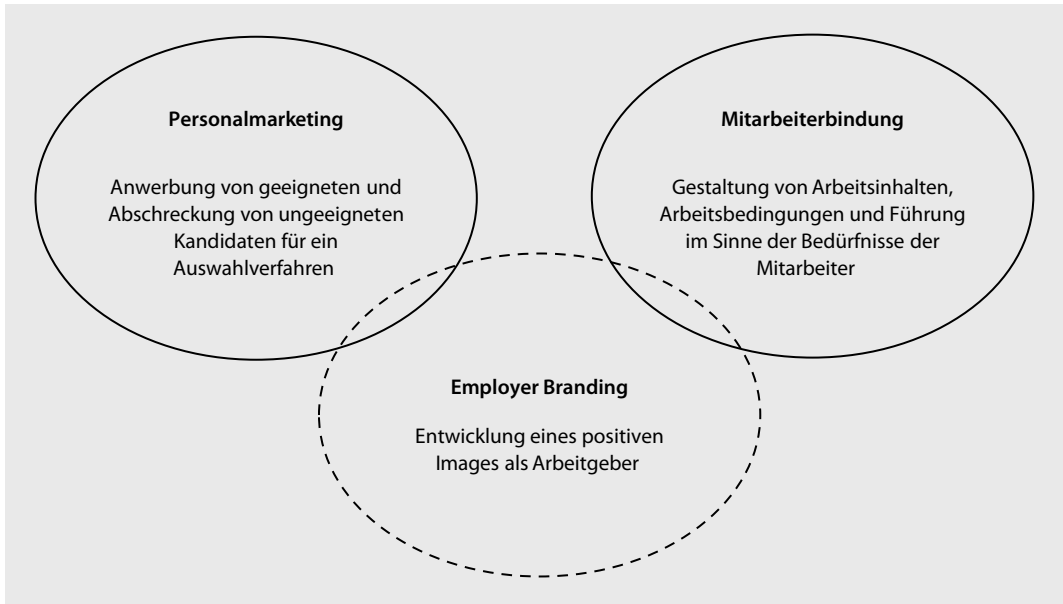 Personalmarketing
Anwerbung von geeigneten und
Abschreckung von ungeeigneten
Kandidaten für ein
Auswahlverfahren
Mitarbeiterbindung
Gestaltung von Arbeitsinhalten,
Arbeitsbedingungen und Führung
im Sinne der Bedürfnisse der
Mitarbeiter
Employer Branding
Entwicklung eines positiven
Images als Arbeitgeber